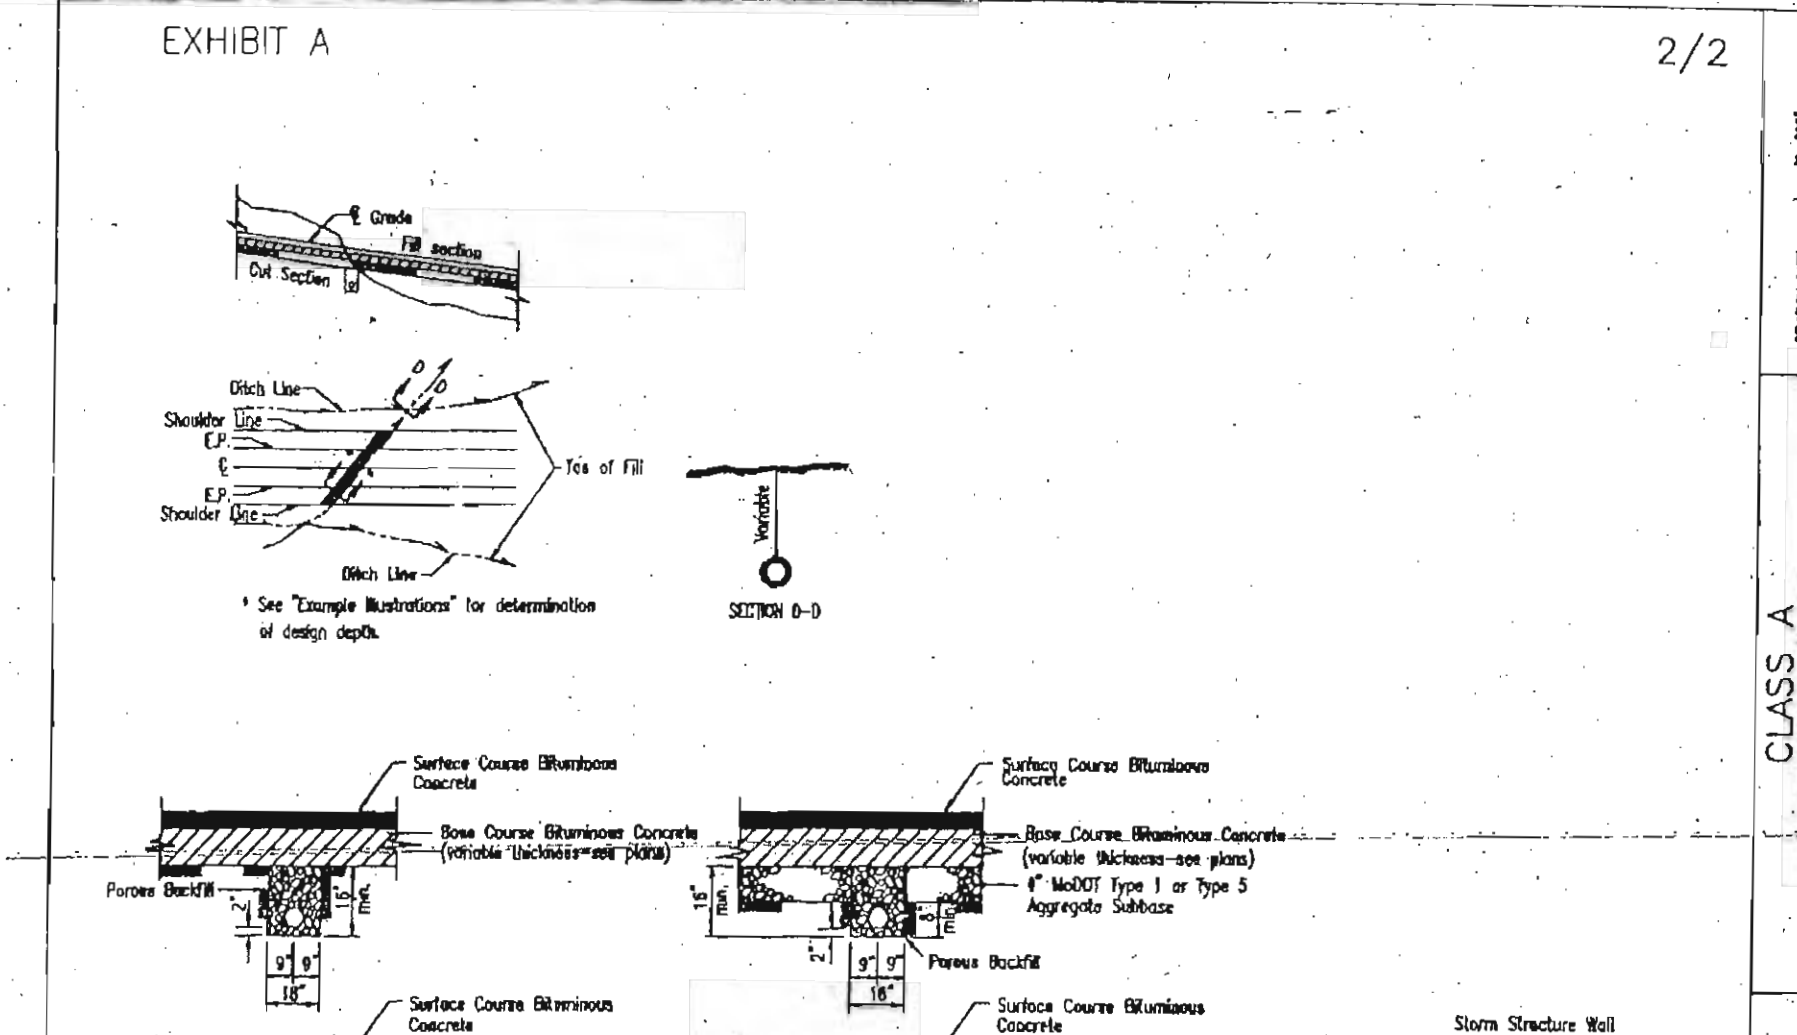 EXHIBIT A
2/2
℄ Grade
Fill section
Cut Section
D
D
Ditch Line
Shoulder Line
E.P.
℄
E.P.
Shoulder Line
Toe of Fill
Ditch Line
* See "Example Illustrations" for determination
of design depth.
Variable
SECTION D-D
CLASS A
Surface Course Bituminous
Concrete
Base Course Bituminous Concrete
(variable thickness-see plans)
Porous Backfill
2"
16"
min.
9" 9"
18"
Surface Course Bituminous
Concrete
Base Course Bituminous Concrete
(variable thickness-see plans)
4" MoDOT Type 1 or Type 5
Aggregate Subbase
16"
min.
2"
8"
min.
Porous Backfill
9" 9"
18"
Surface Course Bituminous
Concrete
Surface Course Bituminous
Concrete
Storm Structure Wall